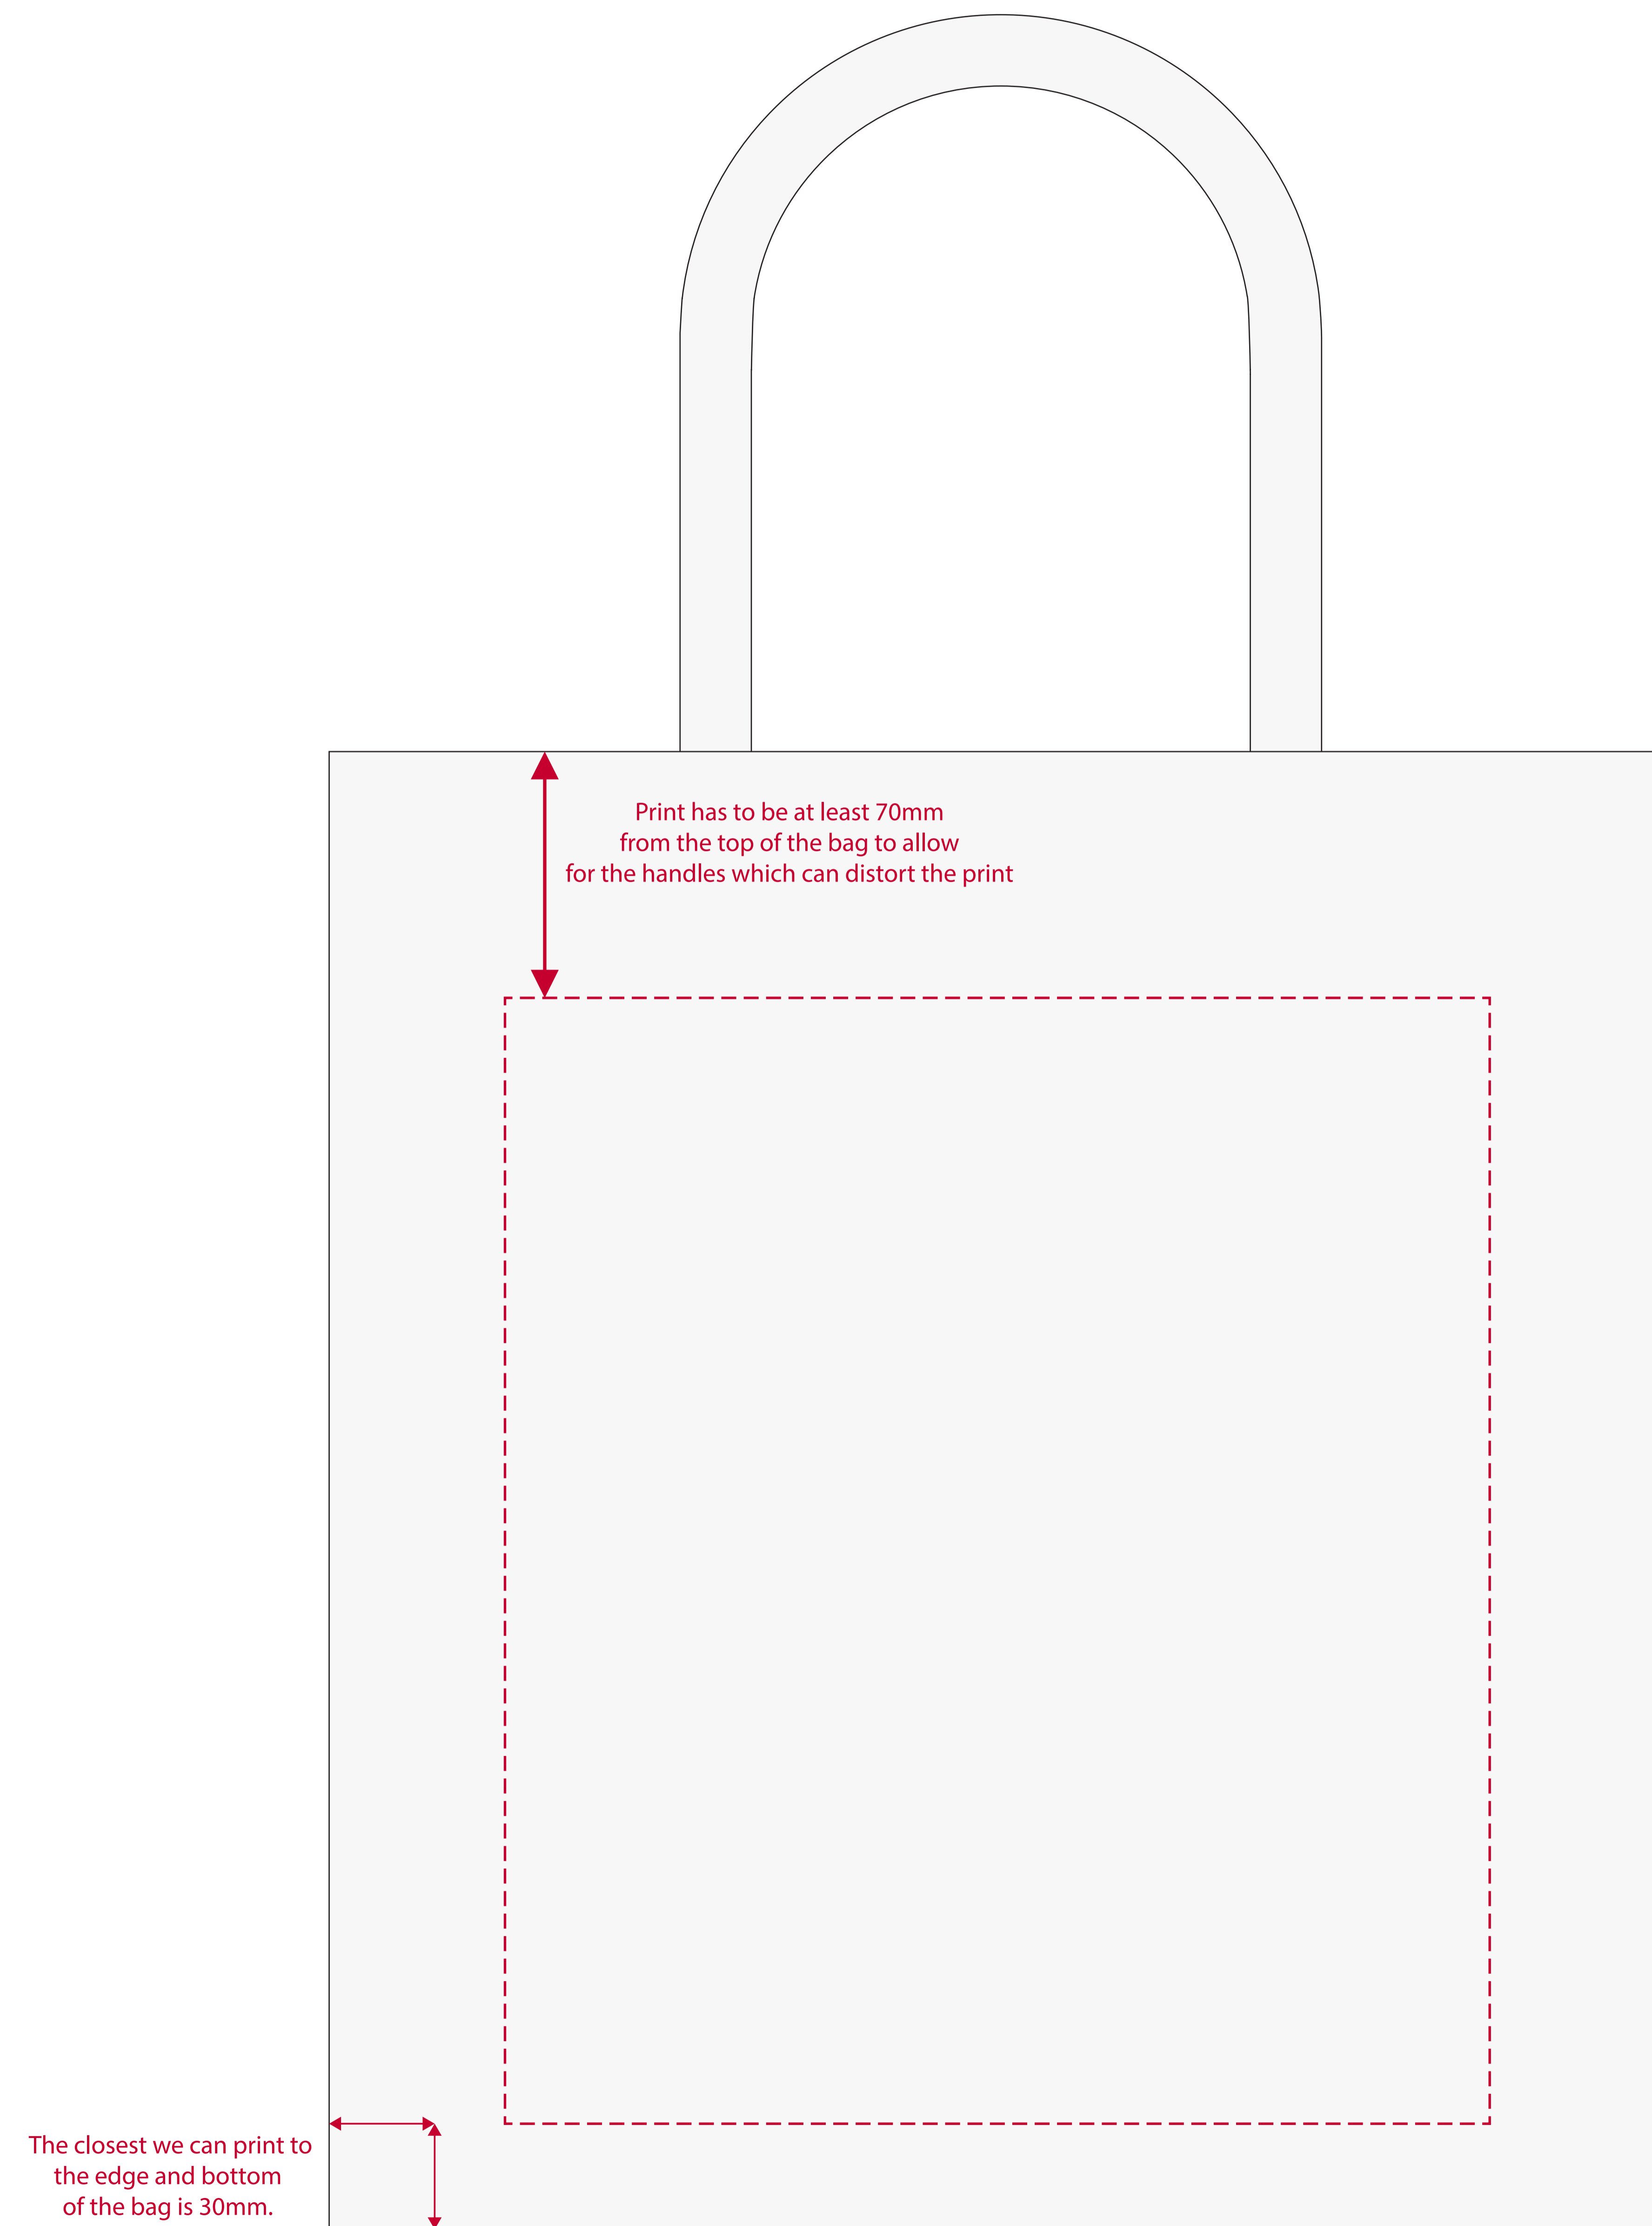 Print has to be at least 70mm
from the top of the bag to allow
for the handles which can distort the print
The closest we can print to
the edge and bottom
of the bag is 30mm.